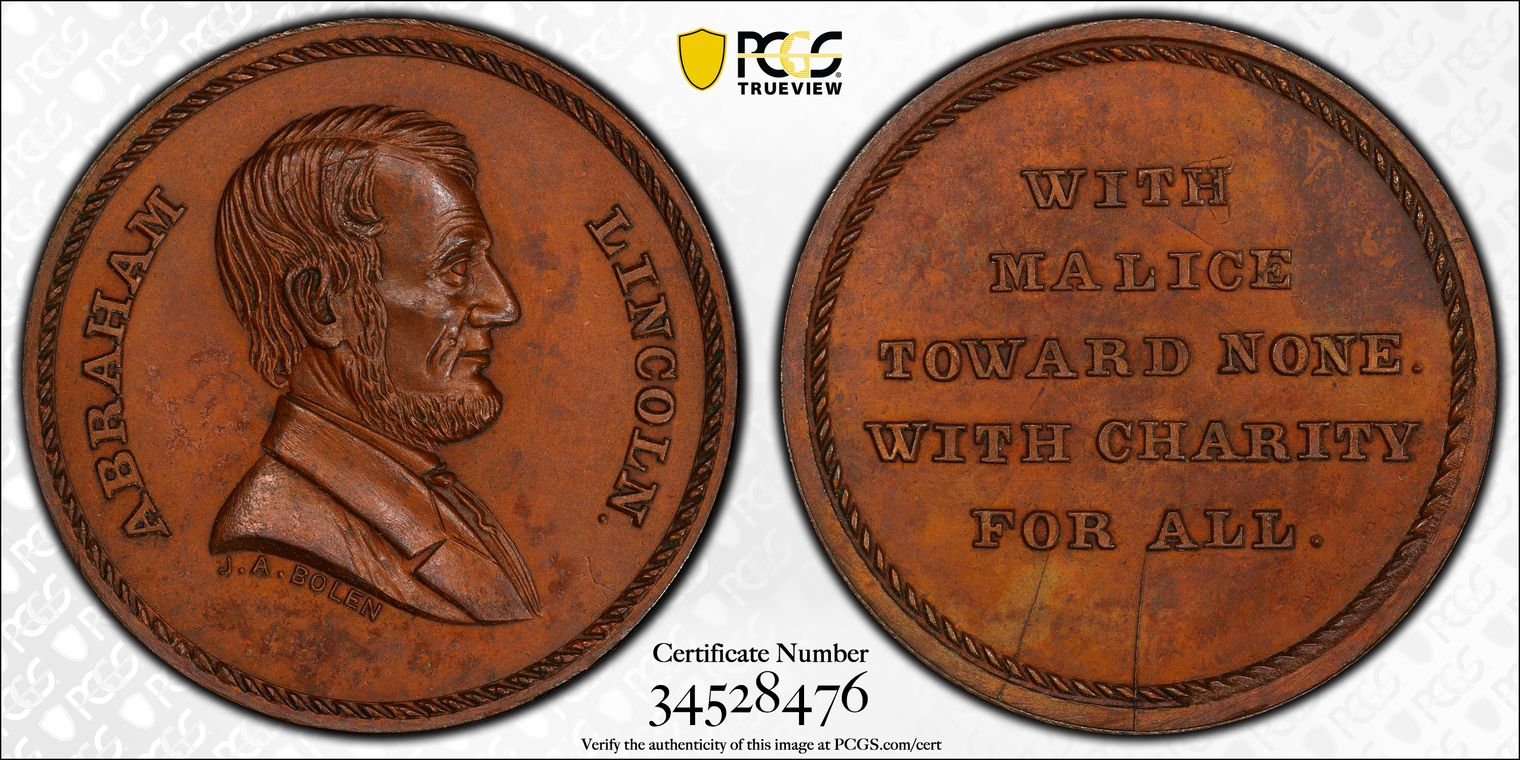 PCGS
TRUEVIEW
ABRAHAM
LINCOLN.
J.A.BOLEN
WITH
MALICE
TOWARD NONE.
WITH CHARITY
FOR ALL.
Certificate Number
34528476
Verify the authenticity of this image at PCGS.com/cert